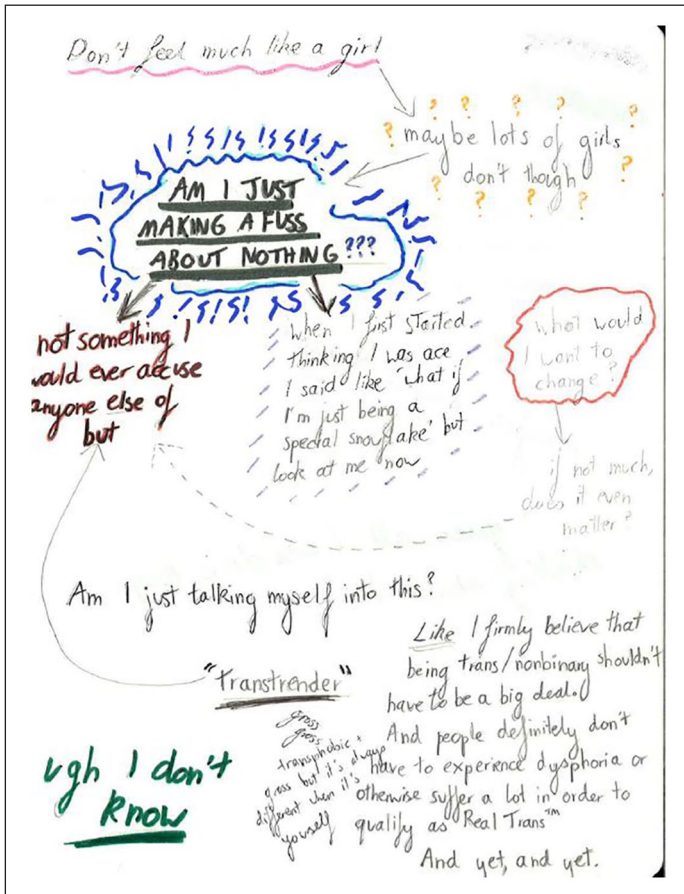 Don't feel much like a girl
? ? ? ? ?
? maybe lots of girls ?
don't though ?
? ? ? ? ?
AM I JUST
MAKING A FUSS
ABOUT NOTHING ???
not something I
would ever accuse
anyone else of
but
when I first started
thinking I was ace
I said like 'what if
I'm just being a
special snowflake' but
look at me now
what would
I want to
change?
if not much,
does it even
matter?
Am I just talking myself into this?
"Transtrender"
gross
gross
transphobic +
gross but it's always
different when it's
yourself
Like I firmly believe that
being trans/nonbinary shouldn't
have to be a big deal.
And people definitely don't
have to experience dysphoria or
otherwise suffer a lot in order to
qualify as Real Trans™
And yet, and yet.
ugh I don't
know